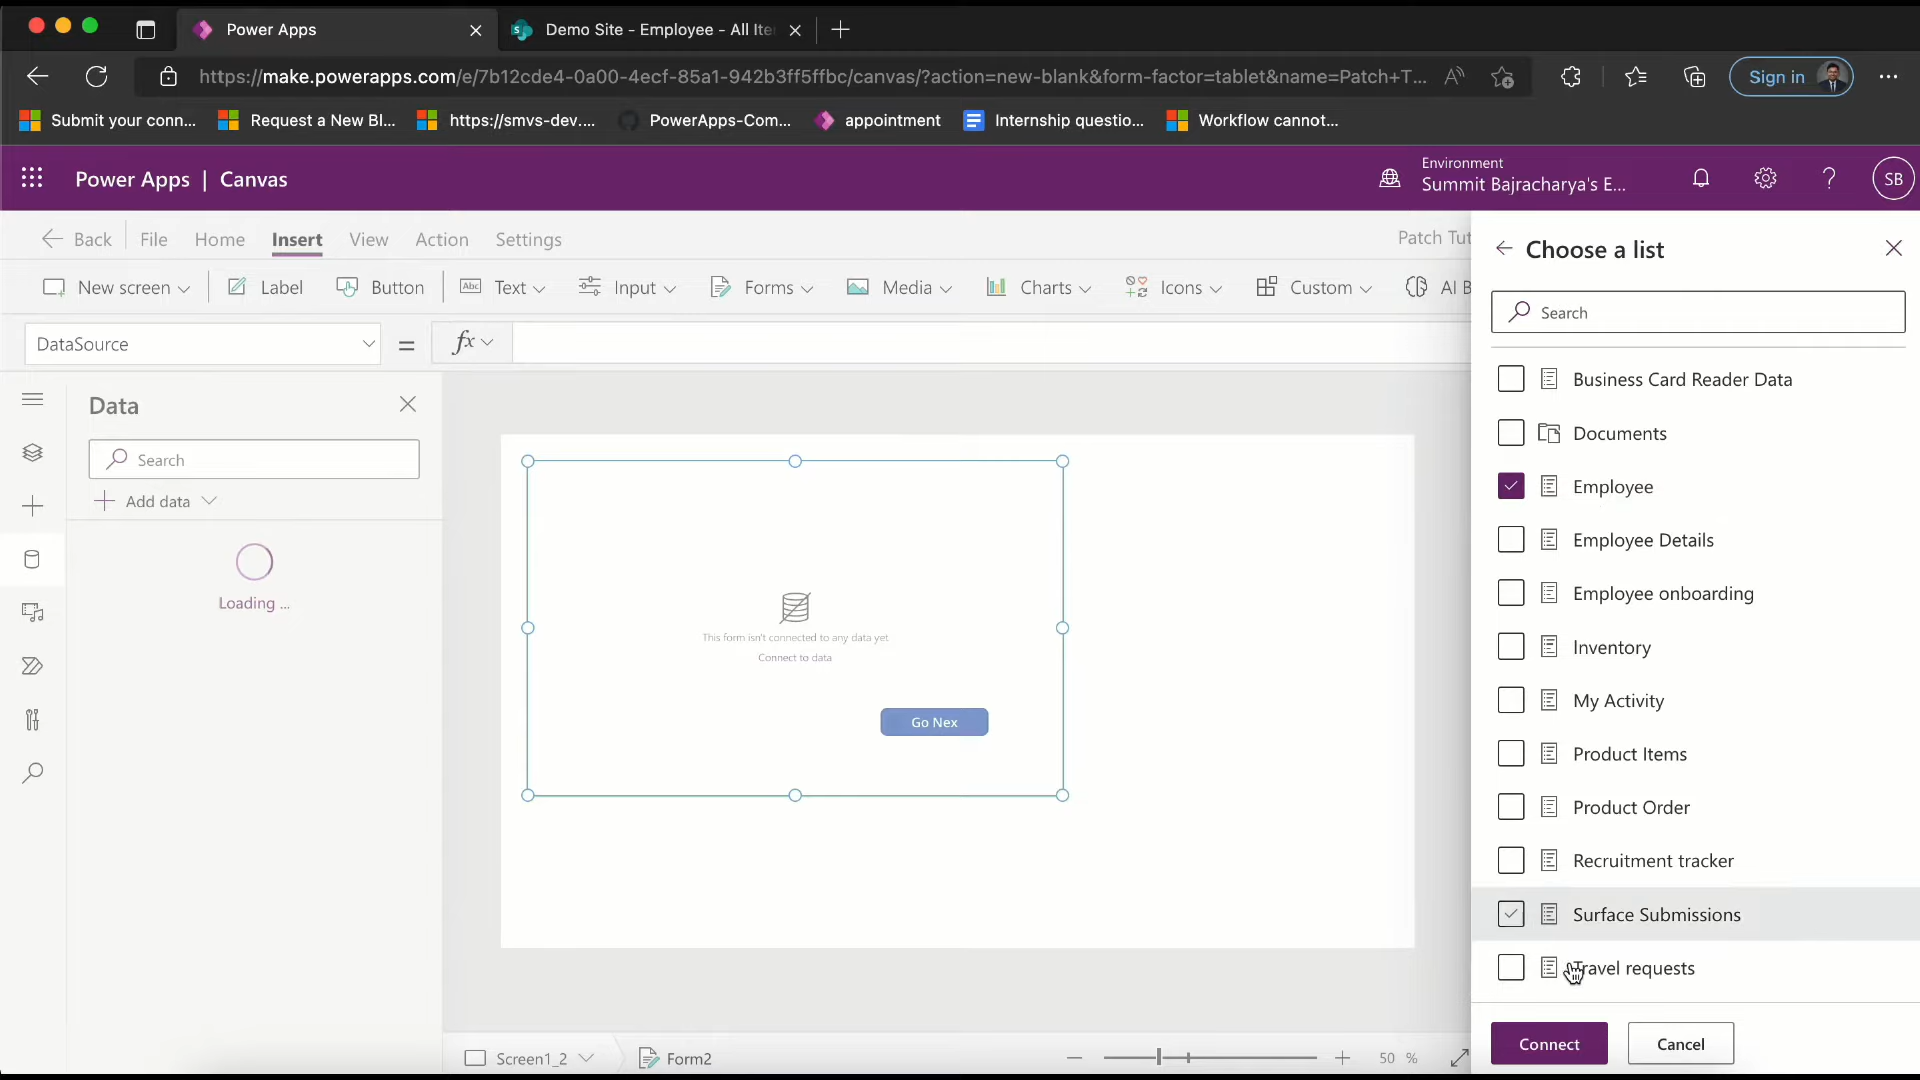 Power Apps
Demo Site - Employee - All Ite
https://make.powerapps.com/e/7b12cde4-0a00-4ecf-85a1-942b3ff5ffbc/canvas/?action=new-blank&form-factor=tablet&name=Patch+T...
Sign in
Submit your conn...
Request a New BI...
https://smvs-dev....
PowerApps-Com...
appointment
Internship questio...
Workflow cannot...
Power Apps | Canvas
Environment
Summit Bajracharya's E...
SB
Back
File
Home
Insert
View
Action
Settings
Patch Tut
New screen
Label
Button
Abc Text
Input
Forms
Media
Charts
Icons
Custom
AI B
DataSource
=
fx
Data
Search
Add data
Loading ...
This form isn't connected to any data yet
Connect to data
Go Nex
Screen1_2
Form2
50 %
Choose a list
Search
Business Card Reader Data
Documents
Employee
Employee Details
Employee onboarding
Inventory
My Activity
Product Items
Product Order
Recruitment tracker
Surface Submissions
Travel requests
Connect
Cancel